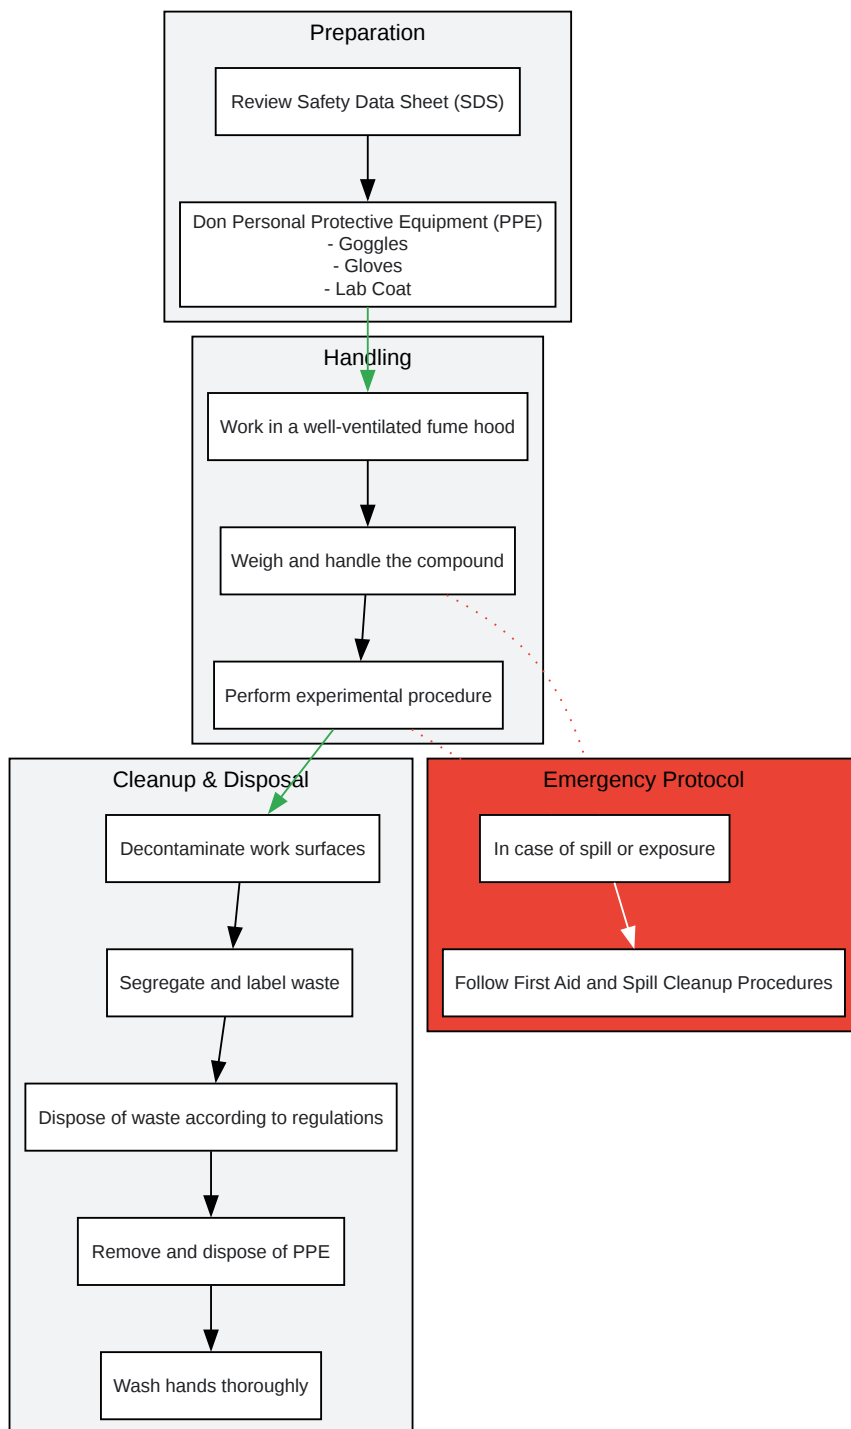 Preparation
Review Safety Data Sheet (SDS)
Don Personal Protective Equipment (PPE)
- Goggles
- Gloves
- Lab Coat
Handling
Work in a well-ventilated fume hood
Weigh and handle the compound
Perform experimental procedure
Cleanup & Disposal
Decontaminate work surfaces
Segregate and label waste
Dispose of waste according to regulations
Remove and dispose of PPE
Wash hands thoroughly
Emergency Protocol
In case of spill or exposure
Follow First Aid and Spill Cleanup Procedures